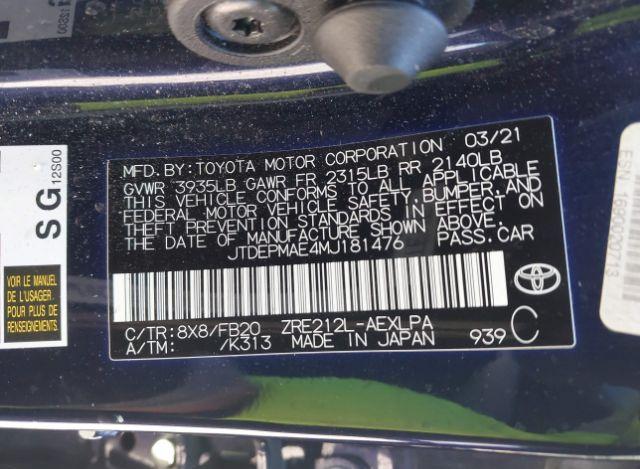 MFD. BY: TOYOTA MOTOR CORPORATION 03/21
GVWR 3935LB GAWR FR 2315LB RR 2140LB
THIS VEHICLE CONFORMS TO ALL APPLICABLE
FEDERAL MOTOR VEHICLE SAFETY, BUMPER, AND
THEFT PREVENTION STANDARDS IN EFFECT ON
THE DATE OF MANUFACTURE SHOWN ABOVE.
JTDEPMAE4MJ181476 PASS. CAR
C/TR: 8X8/FB20 ZRE212L-AEXLPA
A/TM: /K313 MADE IN JAPAN 939 C
TOYOTA
SG
12S00
VOIR LE MANUEL
DE L'USAGER
POUR PLUS DE